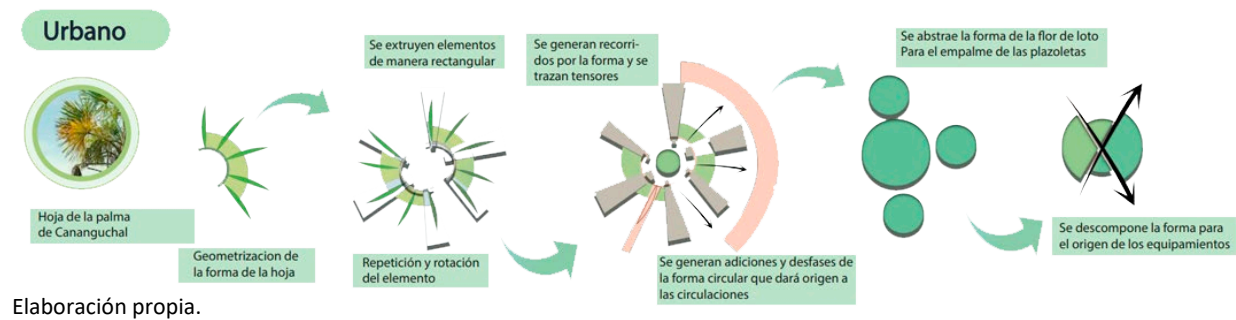 Urbano
Hoja de la palma
de Cananguchal
Geometrizacion de
la forma de la hoja
Se extruyen elementos
de manera rectangular
Repetición y rotación
del elemento
Se generan recorri-
dos por la forma y se
trazan tensores
Se generan adiciones y desfases de
la forma circular que dará origen a
las circulaciones
Se abstrae la forma de la flor de loto
Para el empalme de las plazoletas
Se descompone la forma para
el origen de los equipamientos
Elaboración propia.